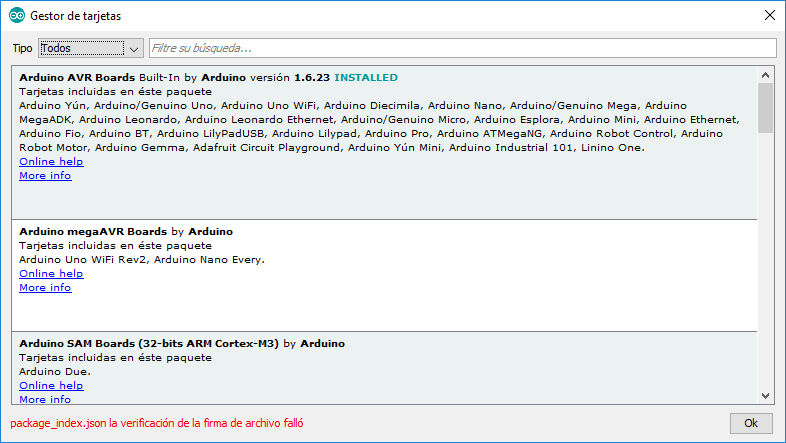 Gestor de tarjetas
Tipo Todos Filtre su búsqueda...
Arduino AVR Boards Built-In by Arduino versión 1.6.23 INSTALLED
Tarjetas incluidas en éste paquete
Arduino Yún, Arduino/Genuino Uno, Arduino Uno WiFi, Arduino Diecimila, Arduino Nano, Arduino/Genuino Mega, Arduino
MegaADK, Arduino Leonardo, Arduino Leonardo Ethernet, Arduino/Genuino Micro, Arduino Esplora, Arduino Mini, Arduino Ethernet,
Arduino Fio, Arduino BT, Arduino LilyPadUSB, Arduino Lilypad, Arduino Pro, Arduino ATMegaNG, Arduino Robot Control, Arduino
Robot Motor, Arduino Gemma, Adafruit Circuit Playground, Arduino Yún Mini, Arduino Industrial 101, Linino One.
Online help
More info
Arduino megaAVR Boards by Arduino
Tarjetas incluidas en éste paquete
Arduino Uno WiFi Rev2, Arduino Nano Every.
Online help
More info
Arduino SAM Boards (32-bits ARM Cortex-M3) by Arduino
Tarjetas incluidas en éste paquete
Arduino Due.
Online help
More info
package_index.json la verificación de la firma de archivo falló
Ok